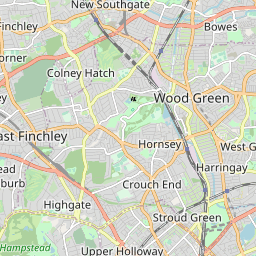 New Southgate
Finchley
Bowes
orner
Colney Hatch
Wood Green
ast Finchley
Hornsey
West G
ead
Harringay
burb
Crouch End
Highgate
Stroud Green
Hampstead
Upper Holloway